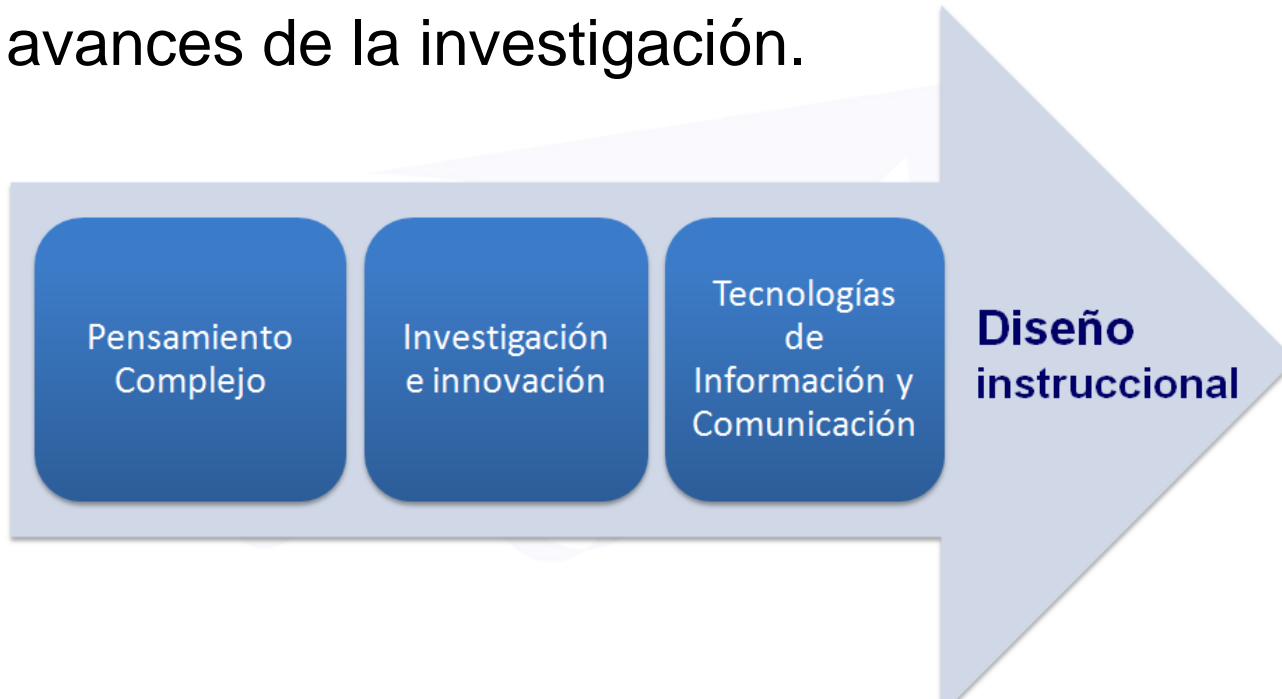 avances de la investigación.
Pensamiento
Complejo
Investigación
e innovación
Tecnologías
de
Información y
Comunicación
Diseño
instruccional